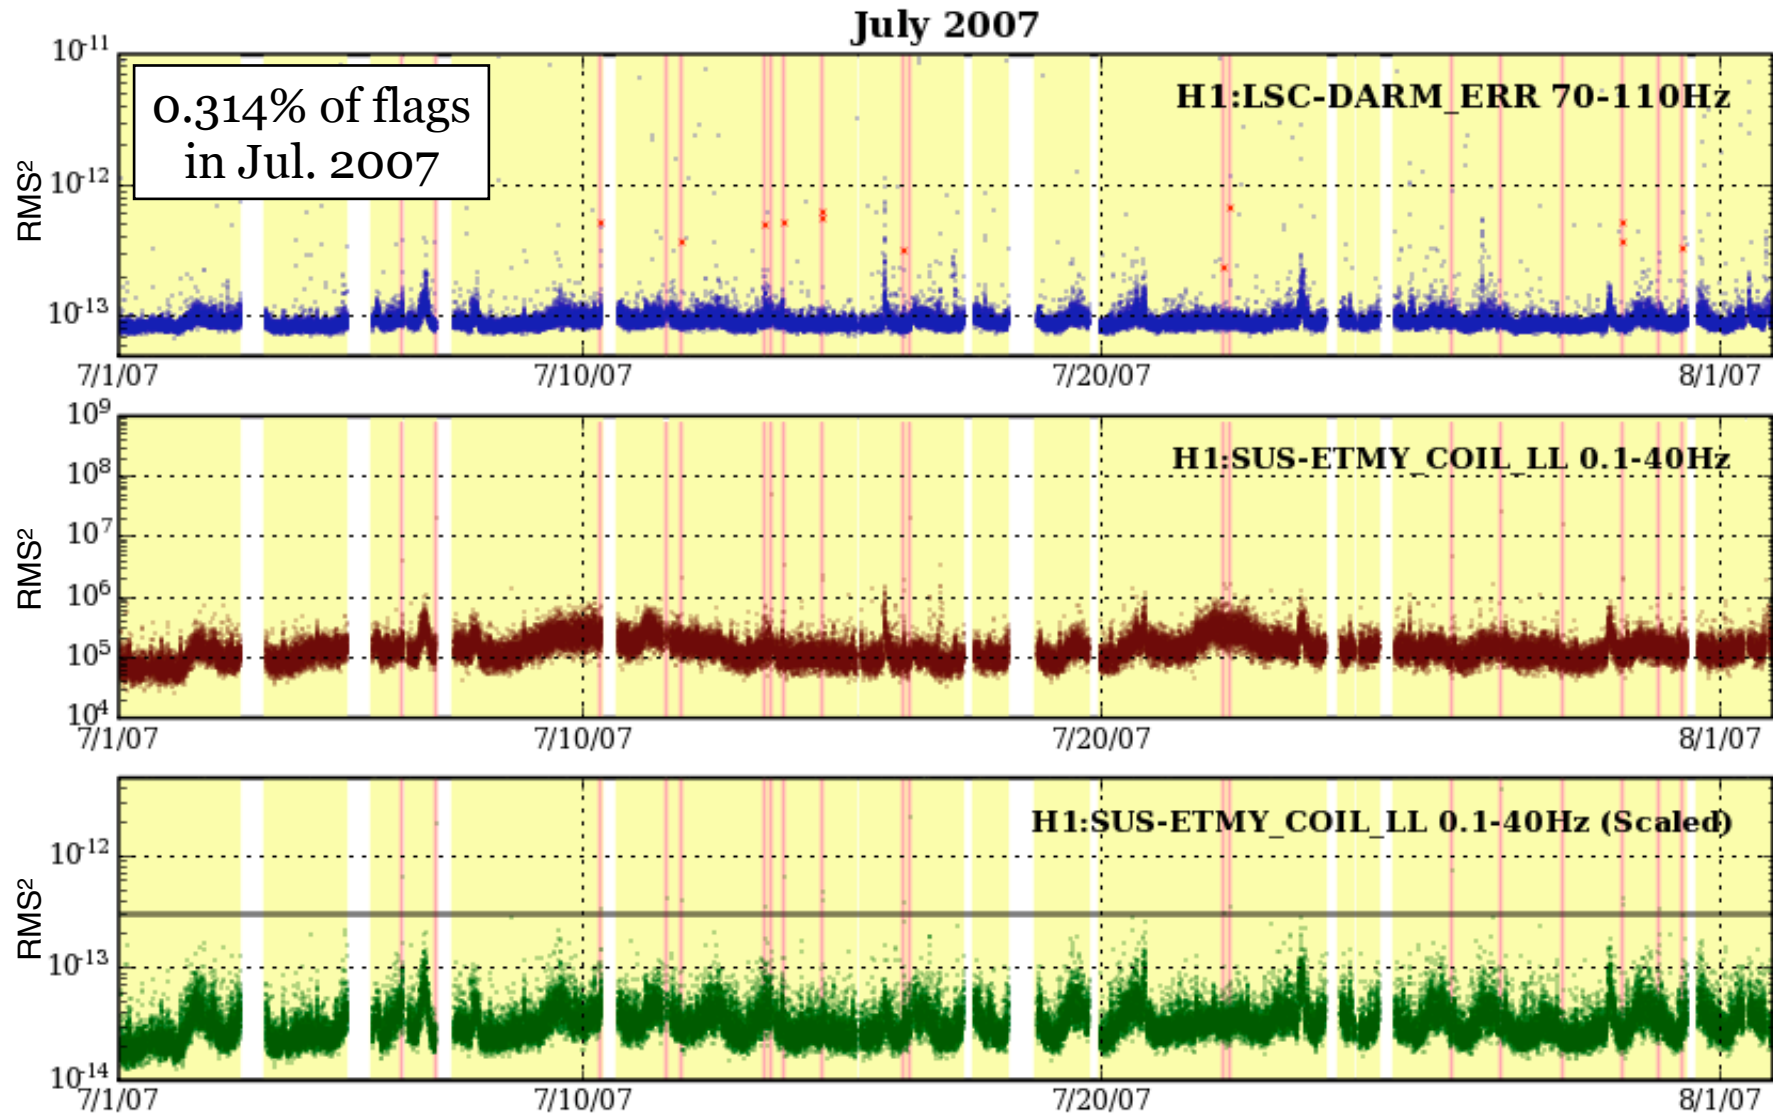 July 2007
10-11
0.314% of flags
in Jul. 2007
H1:LSC-DARM_ERR 70-110Hz
RMS²
10-12
10-13
7/1/07 7/10/07 7/20/07 8/1/07
10⁹
H1:SUS-ETMY_COIL_LL 0.1-40Hz
10⁸
RMS²
10⁷
10⁶
10⁵
10⁴
7/1/07 7/10/07 7/20/07 8/1/07
H1:SUS-ETMY_COIL_LL 0.1-40Hz (Scaled)
RMS²
10-12
10-13
10-14
7/1/07 7/10/07 7/20/07 8/1/07